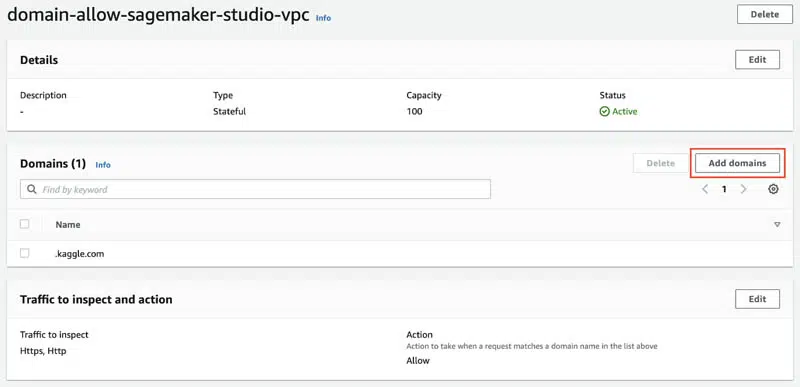 domain-allow-sagemaker-studio-vpc Info Delete
Details Edit
Description Type Capacity Status
- Stateful 100 Active
Domains (1) Info Delete Add domains
Find by keyword 1
Name
.kaggle.com
Traffic to inspect and action Edit
Traffic to inspect Action
Action to take when a request matches a domain name in the list above
Https, Http Allow